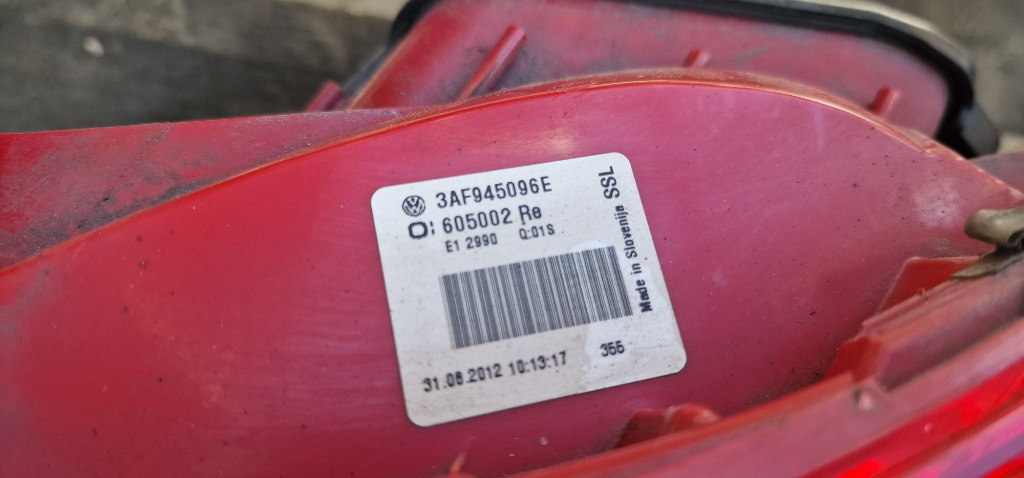 3AF945096E
605002 Re
E1 2990 Q:01S
Made in Slovenija SSL
31.08.2012 10:13:17
355